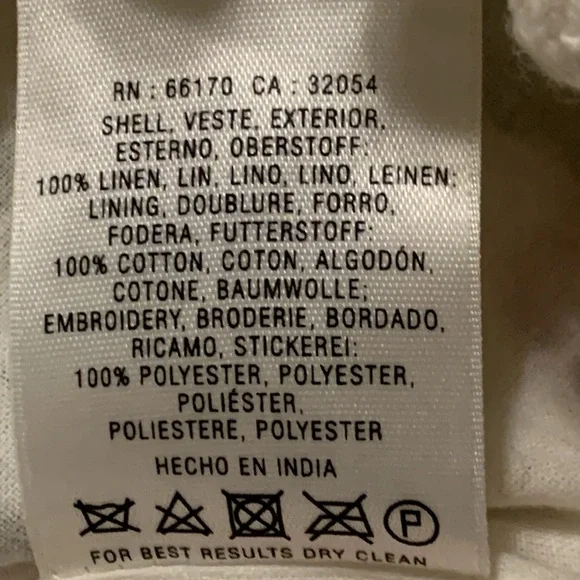 RN : 66170 CA : 32054
SHELL, VESTE, EXTERIOR,
ESTERNO, OBERSTOFF:
100% LINEN, LIN, LINO, LINO, LEINEN;
LINING, DOUBLURE, FORRO,
FODERA, FUTTERSTOFF:
100% COTTON, COTON, ALGODÓN,
COTONE, BAUMWOLLE;
EMBROIDERY, BRODERIE, BORDADO,
RICAMO, STICKEREI:
100% POLYESTER, POLYESTER,
POLIÉSTER,
POLIESTERE, POLYESTER
HECHO EN INDIA
P
FOR BEST RESULTS DRY CLEAN